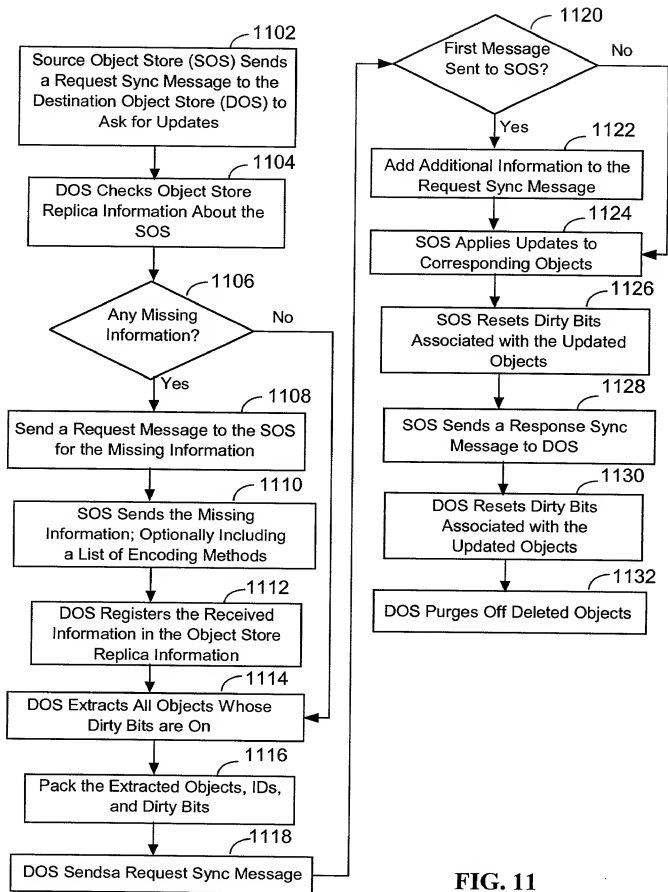 1102
Source Object Store (SOS) Sends
a Request Sync Message to the
Destination Object Store (DOS) to
Ask for Updates
1104
DOS Checks Object Store
Replica Information About the
SOS
1106
Any Missing
Information?
No
Yes
1108
Send a Request Message to the SOS
for the Missing Information
1110
SOS Sends the Missing
Information; Optionally Including
a List of Encoding Methods
1112
DOS Registers the Received
Information in the Object Store
Replica Information
1114
DOS Extracts All Objects Whose
Dirty Bits are On
1116
Pack the Extracted Objects, IDs,
and Dirty Bits
1118
DOS Sendsa Request Sync Message
1120
First Message
Sent to SOS?
No
Yes
1122
Add Additional Information to the
Request Sync Message
1124
SOS Applies Updates to
Corresponding Objects
1126
SOS Resets Dirty Bits
Associated with the Updated
Objects
1128
SOS Sends a Response Sync
Message to DOS
1130
DOS Resets Dirty Bits
Associated with the
Updated Objects
1132
DOS Purges Off Deleted Objects
FIG. 11